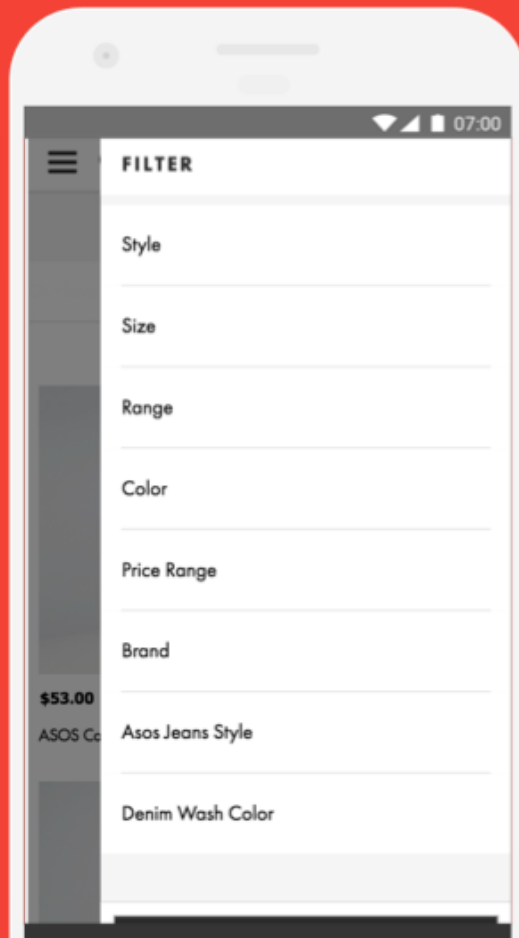 07:00
FILTER
Style
Size
Range
Color
Price Range
Brand
$53.00
ASOS Co
Asos Jeans Style
Denim Wash Color